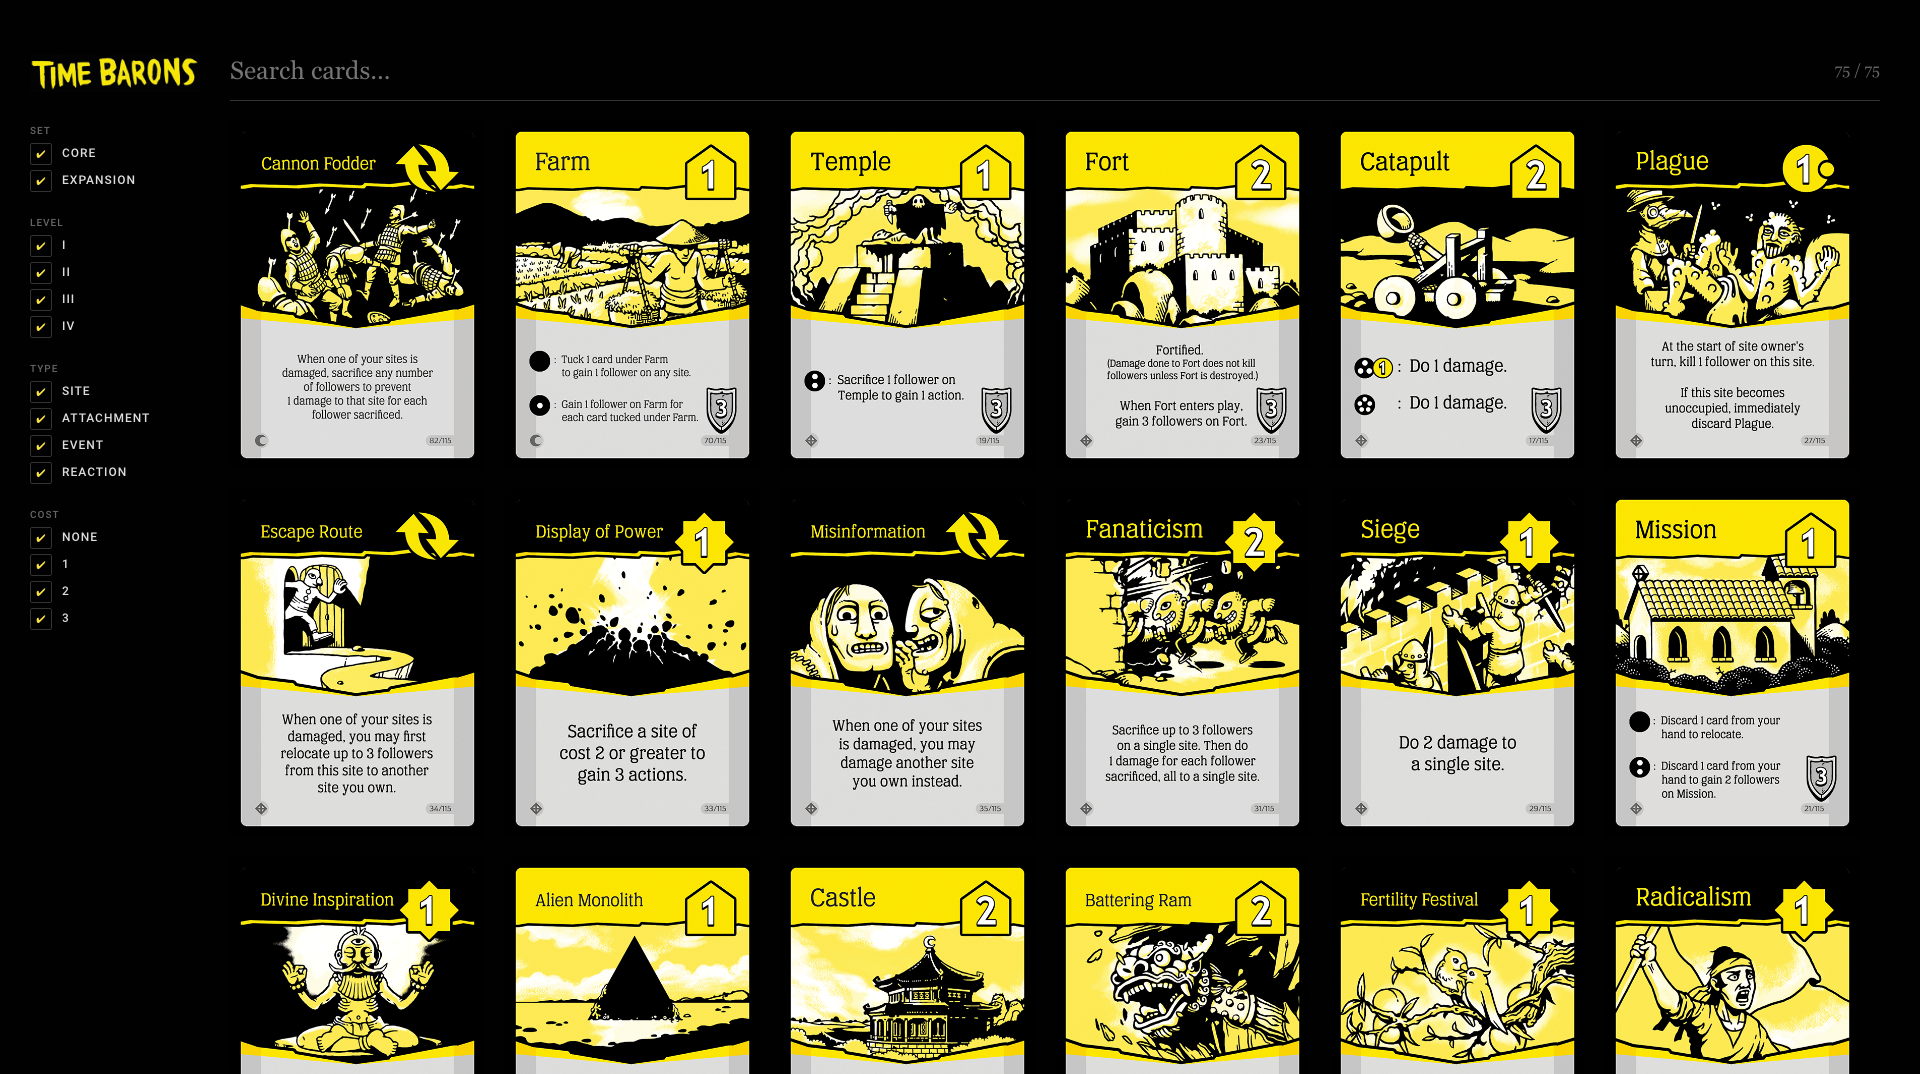 TIME BARONS
Search cards...
75 / 75
SET
✔ CORE
✔ EXPANSION
LEVEL
✔ I
✔ II
✔ III
✔ IV
TYPE
✔ SITE
✔ ATTACHMENT
✔ EVENT
✔ REACTION
COST
✔ NONE
✔ 1
✔ 2
✔ 3
Cannon Fodder
When one of your sites is
damaged, sacrifice any number
of followers to prevent
1 damage to that site for each
follower sacrificed.
82/115
Farm
1
: Tuck 1 card under Farm
to gain 1 follower on any site.
: Gain 1 follower on Farm for
each card tucked under Farm.
3
70/115
Temple
1
: Sacrifice 1 follower on
Temple to gain 1 action.
3
19/115
Fort
2
Fortified.
(Damage done to Fort does not kill
followers unless Fort is destroyed.)
When Fort enters play,
gain 3 followers on Fort.
3
23/115
Catapult
2
1 : Do 1 damage.
: Do 1 damage.
3
17/115
Plague
1
At the start of site owner's
turn, kill 1 follower on this site.
If this site becomes
unoccupied, immediately
discard Plague.
27/115
Escape Route
When one of your sites is
damaged, you may first
relocate up to 3 followers
from this site to another
site you own.
34/115
Display of Power
1
Sacrifice a site of
cost 2 or greater to
gain 3 actions.
33/115
Misinformation
When one of your sites
is damaged, you may
damage another site
you own instead.
35/115
Fanaticism
2
Sacrifice up to 3 followers
on a single site. Then do
1 damage for each follower
sacrificed, all to a single site.
31/115
Siege
1
Do 2 damage to
a single site.
29/115
Mission
1
: Discard 1 card from your
hand to relocate.
: Discard 1 card from your
hand to gain 2 followers
on Mission.
3
21/115
Divine Inspiration
1
Alien Monolith
1
Castle
2
Battering Ram
2
Fertility Festival
1
Radicalism
1